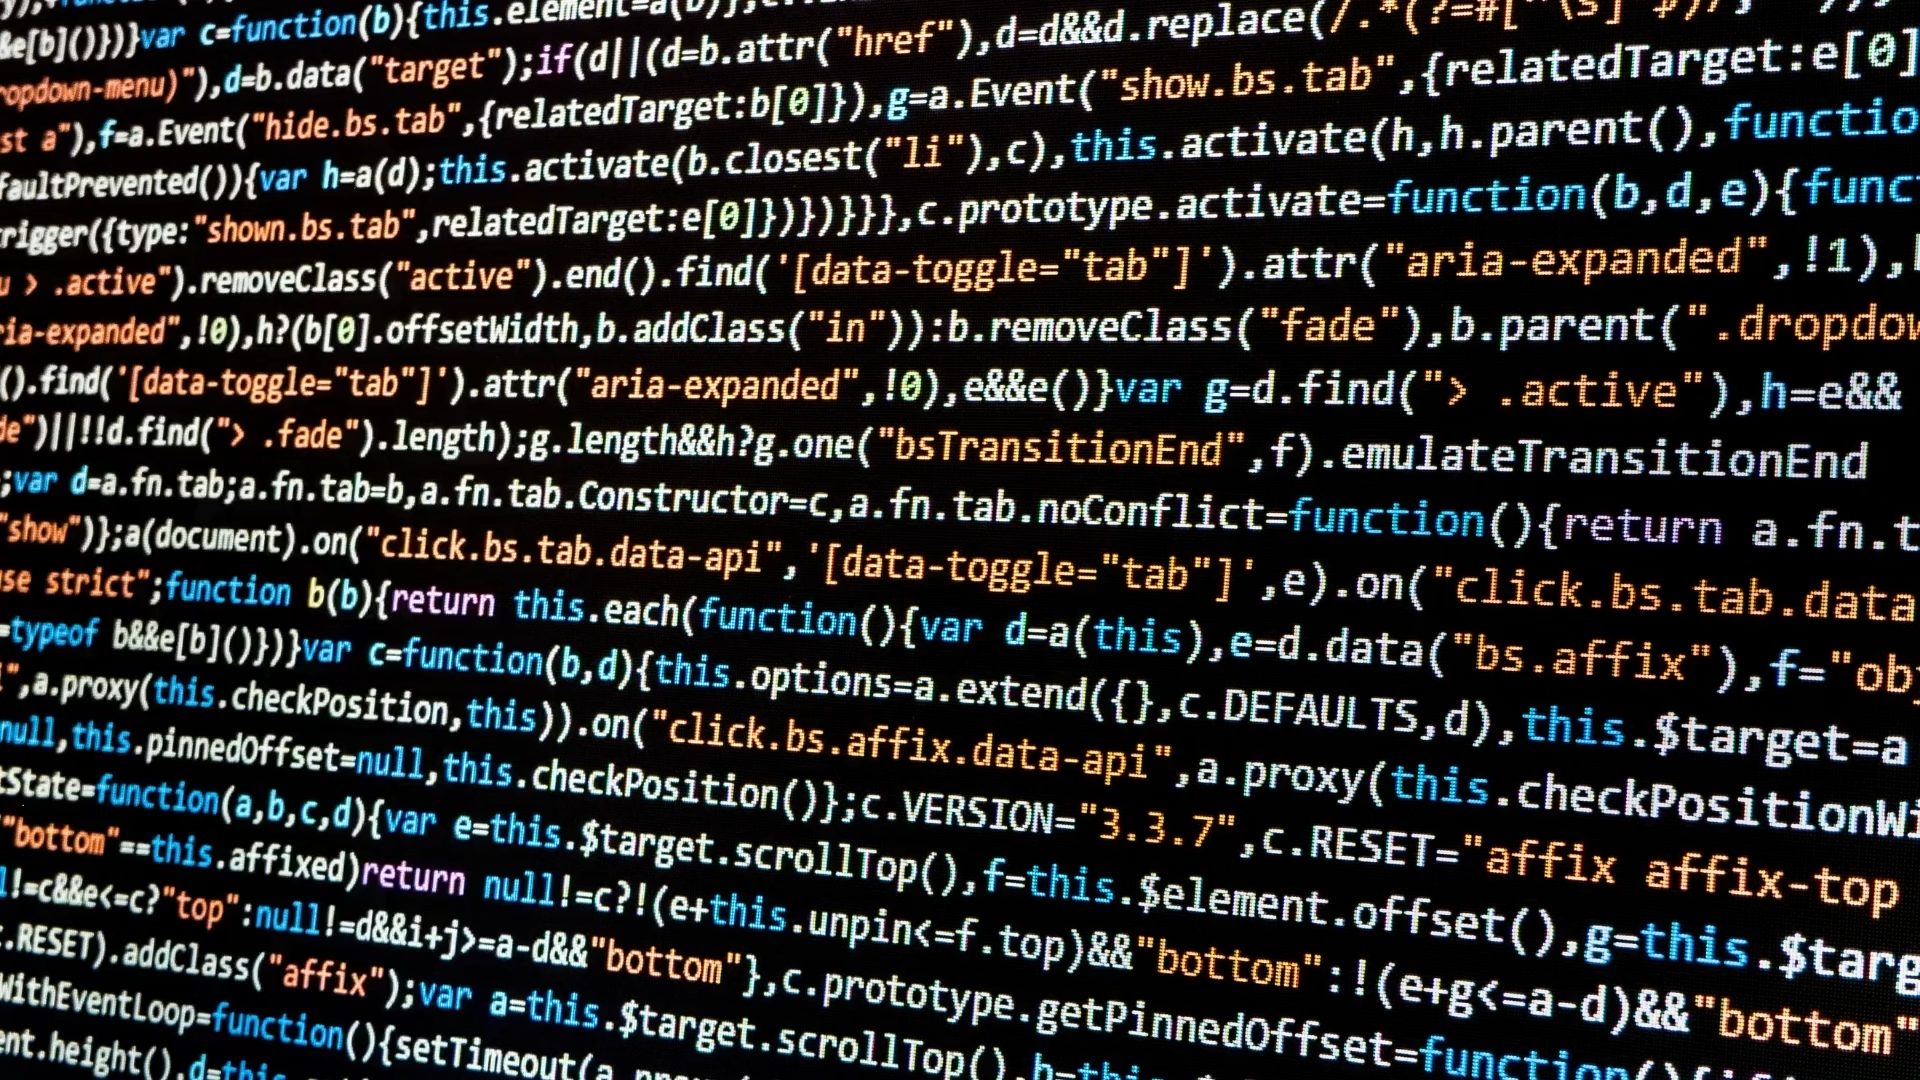 &e[b]()})}var c=function(b){this.element=a(b)
opdown-menu)"),d=b.data("target");if(d||(d=b.attr("href"),d=d&&d.replace(/.*(?=#[^\s]*$)/,
st a"),f=a.Event("hide.bs.tab",{relatedTarget:b[0]}),g=a.Event("show.bs.tab",{relatedTarget:e[0]
faultPrevented()){var h=a(d);this.activate(b.closest("li"),c),this.activate(h,h.parent(),functio
rigger({type:"shown.bs.tab",relatedTarget:e[0]})})}}},c.prototype.activate=function(b,d,e){func
u > .active").removeClass("active").end().find('[data-toggle="tab"]').attr("aria-expanded",!1),
ia-expanded",!0),h?(b[0].offsetWidth,b.addClass("in")):b.removeClass("fade"),b.parent(".dropdow
().find('[data-toggle="tab"]').attr("aria-expanded",!0),e&&e()}var g=d.find("> .active"),h=e&&
de")||!!d.find("> .fade").length);g.length&&h?g.one("bsTransitionEnd",f).emulateTransitionEnd
;var d=a.fn.tab;a.fn.tab=b,a.fn.tab.Constructor=c,a.fn.tab.noConflict=function(){return a.fn.t
"show")};a(document).on("click.bs.tab.data-api",'[data-toggle="tab"]',e).on("click.bs.tab.data
se strict";function b(b){return this.each(function(){var d=a(this),e=d.data("bs.affix"),f="ob
=typeof b&&e[b]()})}var c=function(b,d){this.options=a.extend({},c.DEFAULTS,d),this.$target=a
",a.proxy(this.checkPosition,this)).on("click.bs.affix.data-api",a.proxy(this.checkPositionWi
null,this.pinnedOffset=null,this.checkPosition()};c.VERSION="3.3.7",c.RESET="affix affix-top
tState=function(a,b,c,d){var e=this.$target.scrollTop(),f=this.$element.offset(),g=this.$targ
"bottom"==this.affixed)return null!=c?!(e+this.unpin<=f.top)&&"bottom":!(e+g<=a-d)&&"bottom"
l!=c&&e<=c?"top":null!=d&&i+j>=a-d&&"bottom"},c.prototype.getPinnedOffset=function(){if
.RESET).addClass("affix");var a=this.$target.scrollTop(),b=this
WithEventLoop=function(){setTimeout(a
ent.height(),d=this